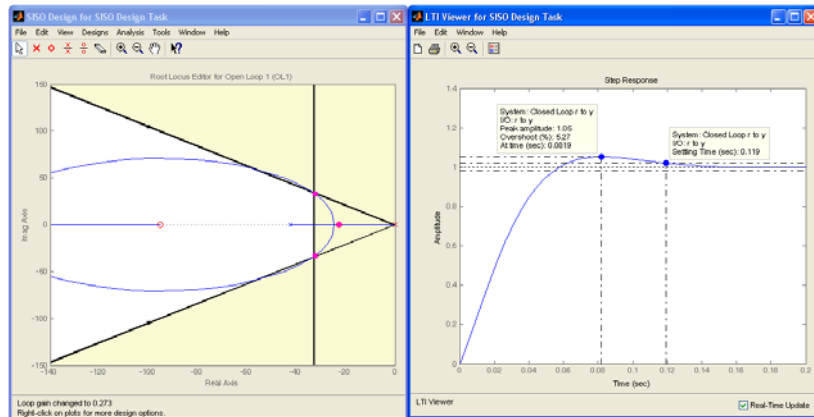 SISO Design for SISO Design Task
File Edit View Designs Analysis Tools Window Help
Root Locus Editor for Open Loop 1 (OL1)
150
100
50
0
-50
-100
-150
-140
-120
-100
-80
-60
-40
-20
0
Imag Axis
Real Axis
Loop gain changed to 0.273
Right-click on plots for more design options.
LTI Viewer for SISO Design Task
File Edit Window Help
Step Response
1.4
1.2
1
0.8
0.6
0.4
0.2
0
0
0.02
0.04
0.06
0.08
0.1
0.12
0.14
0.16
0.18
0.2
Amplitude
System: Closed Loop r to y
I/O: r to y
Peak amplitude: 1.05
Overshoot (%): 5.27
At time (sec): 0.0819
System: Closed Loop r to y
I/O: r to y
Settling Time (sec): 0.119
Time (sec)
LTI Viewer
Real-Time Update